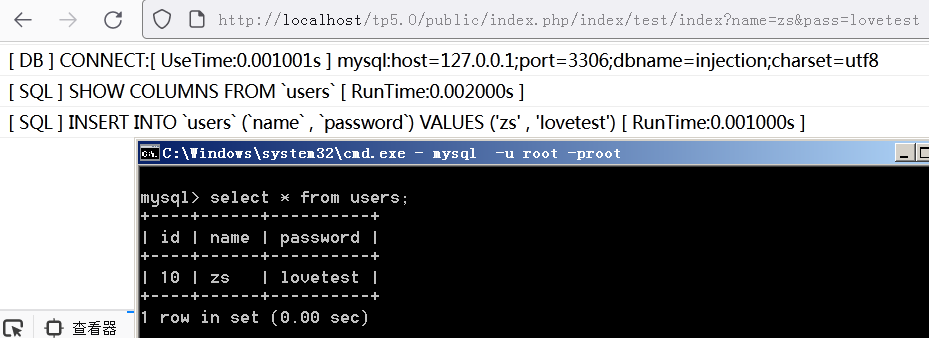 http://localhost/tp5.0/public/index.php/index/test/index?name=zs&pass=lovetest
[ DB ] CONNECT:[ UseTime:0.001001s ] mysql:host=127.0.0.1;port=3306;dbname=injection;charset=utf8
[ SQL ] SHOW COLUMNS FROM `users` [ RunTime:0.002000s ]
[ SQL ] INSERT INTO `users` (`name` , `password`) VALUES ('zs' , 'lovetest') [ RunTime:0.001000s ]
C:\Windows\system32\cmd.exe - mysql  -u root -proot
mysql> select * from users;
+----+------+----------+
| id | name | password |
+----+------+----------+
| 10 | zs   | lovetest |
+----+------+----------+
1 row in set (0.00 sec)
查看器